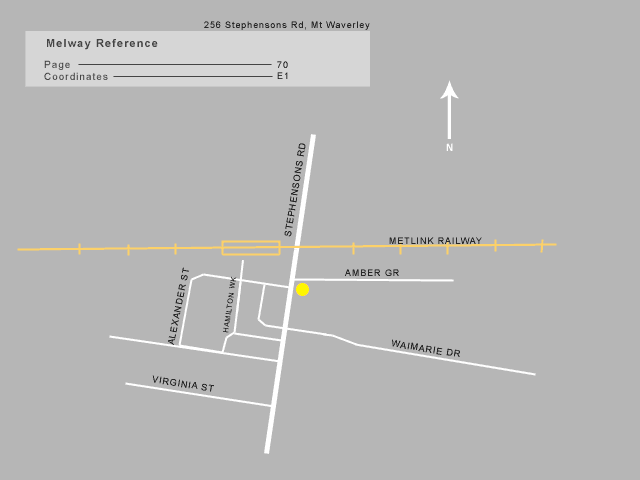 256 Stephensons Rd, Mt Waverley
Melway Reference
Page 70
Coordinates E1
N
STEPHENSONS RD
METLINK RAILWAY
AMBER GR
ALEXANDER ST
HAMILTON WK
WAIMARIE DR
VIRGINIA ST